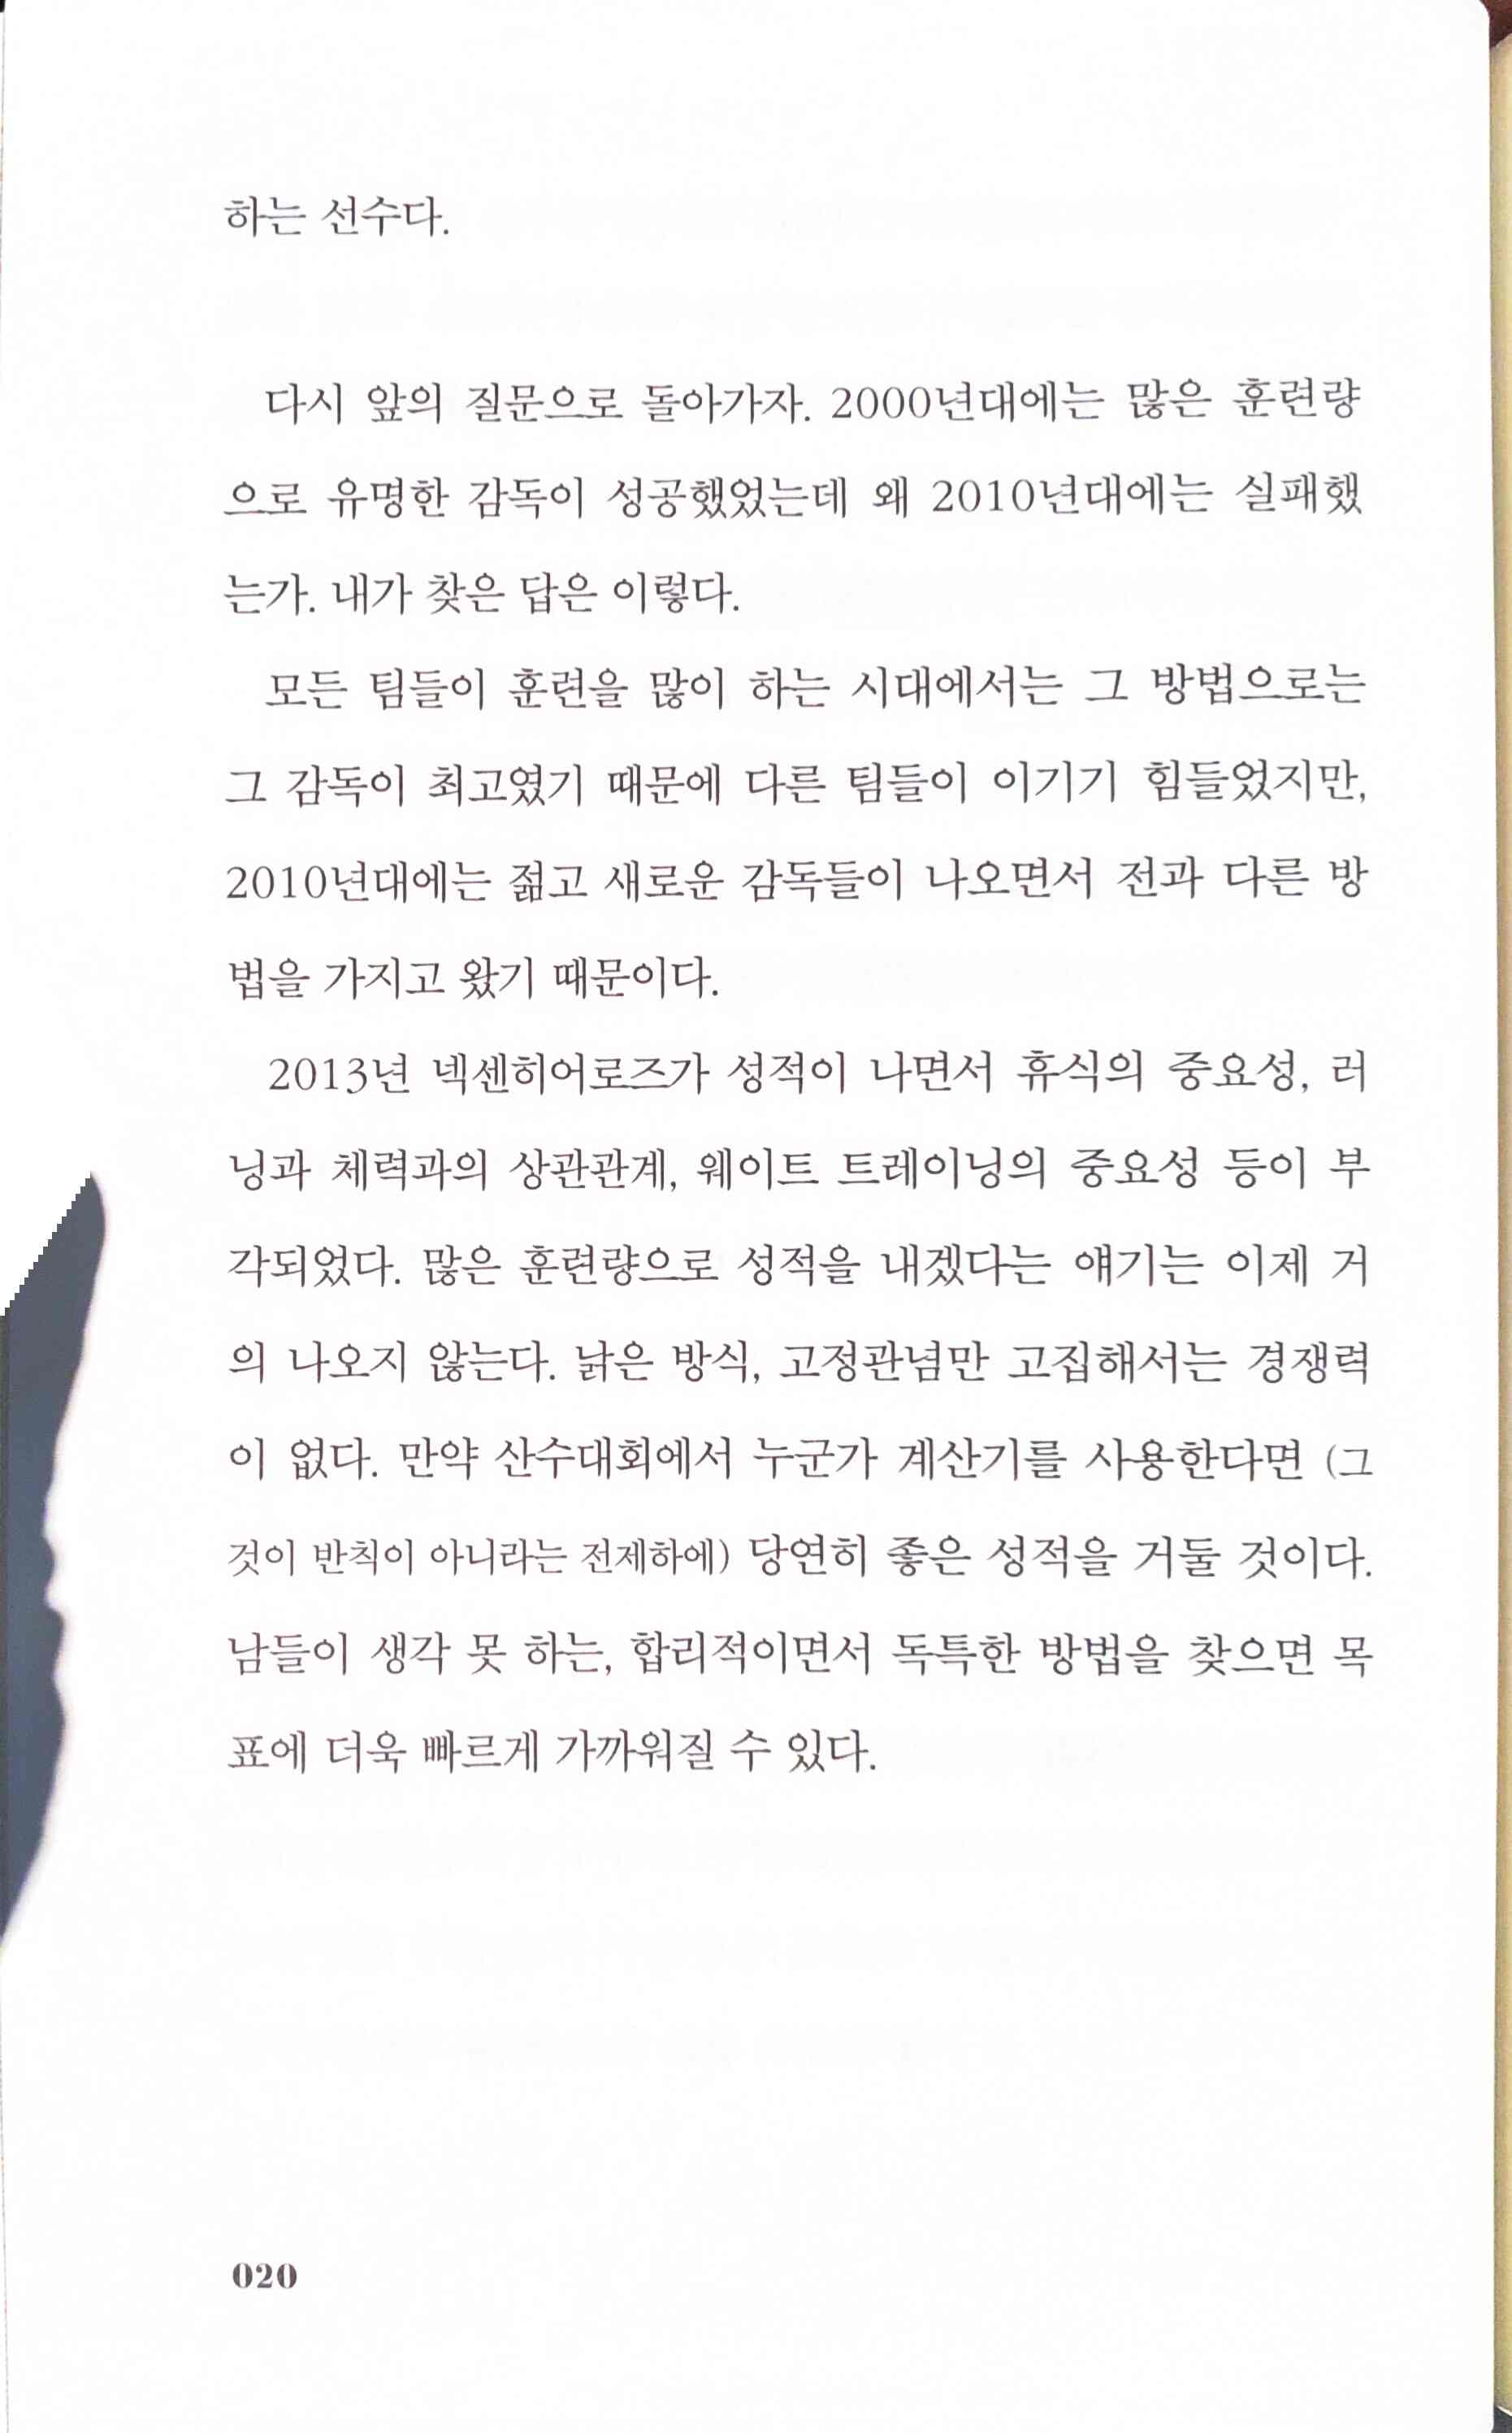 하는 선수다.
다시 앞의 질문으로 돌아가자. 2000년대에는 많은 훈련량
으로 유명한 감독이 성공했었는데 왜 2010년대에는 실패했
는가. 내가 찾은 답은 이렇다.
모든 팀들이 훈련을 많이 하는 시대에서는 그 방법으로는
그 감독이 최고였기 때문에 다른 팀들이 이기기 힘들었지만,
2010년대에는 젊고 새로운 감독들이 나오면서 전과 다른 방
법을 가지고 왔기 때문이다.
2013년 넥센히어로즈가 성적이 나면서 휴식의 중요성, 러
닝과 체력과의 상관관계, 웨이트 트레이닝의 중요성 등이 부
각되었다. 많은 훈련량으로 성적을 내겠다는 얘기는 이제 거
의 나오지 않는다. 낡은 방식, 고정관념만 고집해서는 경쟁력
이 없다. 만약 산수대회에서 누군가 계산기를 사용한다면 (그
것이 반칙이 아니라는 전제하에) 당연히 좋은 성적을 거둘 것이다.
남들이 생각 못 하는, 합리적이면서 독특한 방법을 찾으면 목
표에 더욱 빠르게 가까워질 수 있다.
020